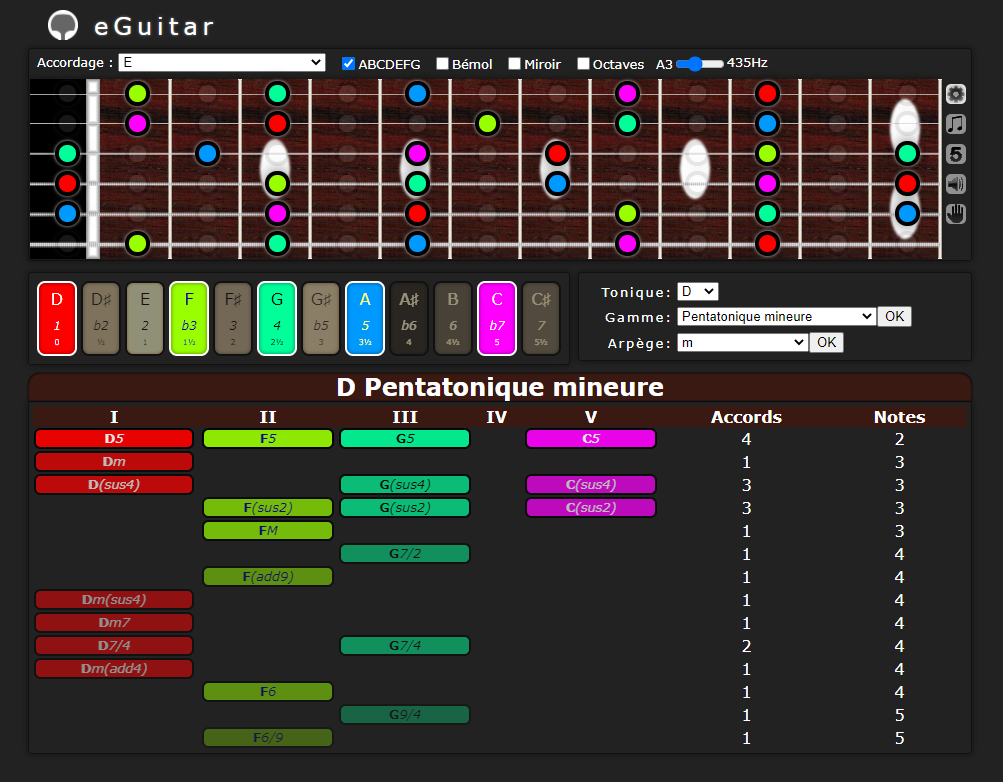 eGuitar
Accordage : E ABCDEFG Bémol Miroir Octaves A3 435Hz
5
D D♯ E F F♯ G G♯ A A♯ B C C♯
1 b2 2 b3 3 4 b5 5 b6 6 b7 7
0 ½ 1 1½ 2 2½ 3 3½ 4 4½ 5 5½
Tonique: D
Gamme: Pentatonique mineure OK
Arpège: m OK
D Pentatonique mineure
I II III IV V Accords Notes
D5 F5 G5 C5 4 2
Dm 1 3
D(sus4) G(sus4) C(sus4) 3 3
F(sus2) G(sus2) C(sus2) 3 3
FM 1 3
G7/2 1 4
F(add9) 1 4
Dm(sus4) 1 4
Dm7 1 4
D7/4 G7/4 2 4
Dm(add4) 1 4
F6 1 4
G9/4 1 5
F6/9 1 5